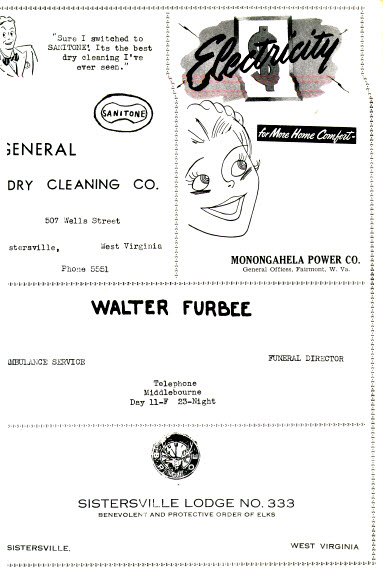 "Sure I switched to
SANITONE! Its the best
dry cleaning I've
ever seen."
SANITONE
GENERAL
DRY CLEANING CO.
507 Wells Street
stersville, West Virginia
Phone 5551
Electricity
For More Home Comfort-
MONONGAHELA POWER CO.
General Offices, Fairmont, W. Va.
WALTER FURBEE
AMBULANCE SERVICE FUNERAL DIRECTOR
Telephone
Middlebourne
Day 11-F 23-Night
B P O E
SISTERSVILLE LODGE NO. 333
BENEVOLENT AND PROTECTIVE ORDER OF ELKS
SISTERSVILLE, WEST VIRGINIA